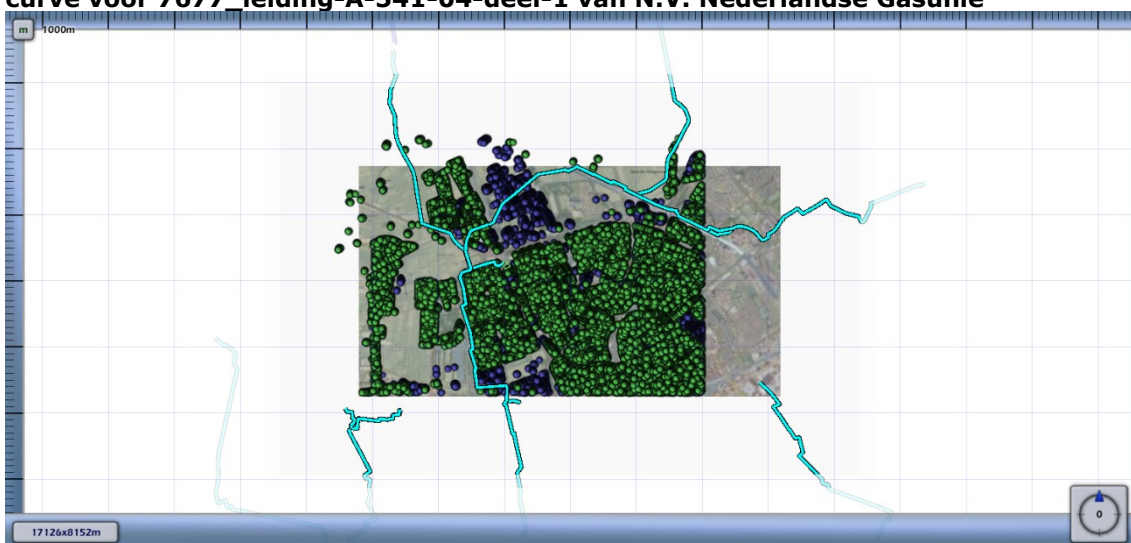 curve voor 7677_leiding-A-541-04-deel-1 van N.V. Nederlandse Gasunie
m 1000m
17126x8152m
0